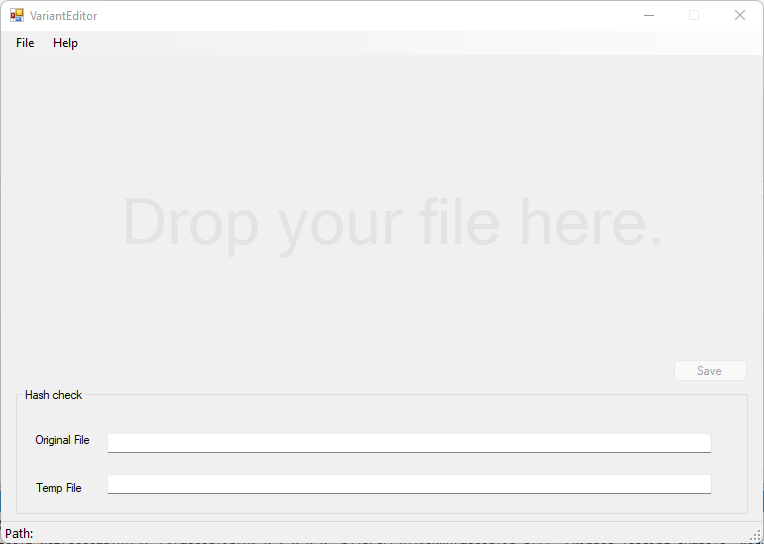 VariantEditor
File Help
Drop your file here.
Save
Hash check
Original File
Temp File
Path: